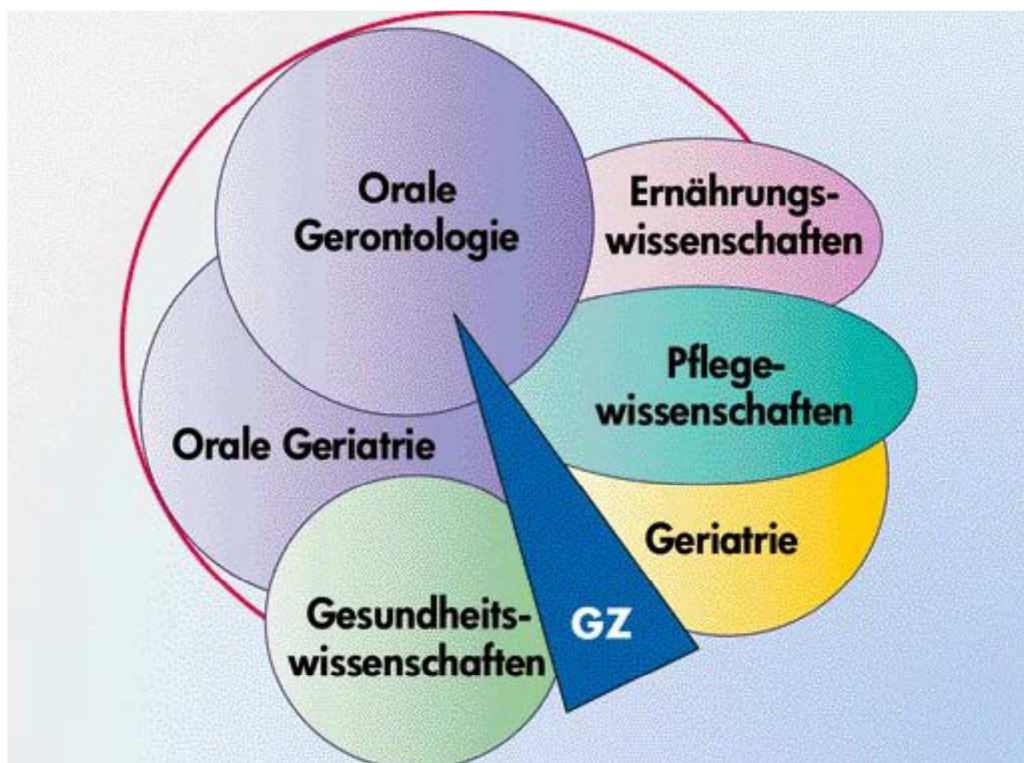 Orale
Gerontologie
Ernährungs-
wissenschaften
Pflege-
wissenschaften
Orale Geriatrie
Geriatrie
Gesundheits-
wissenschaften
GZ